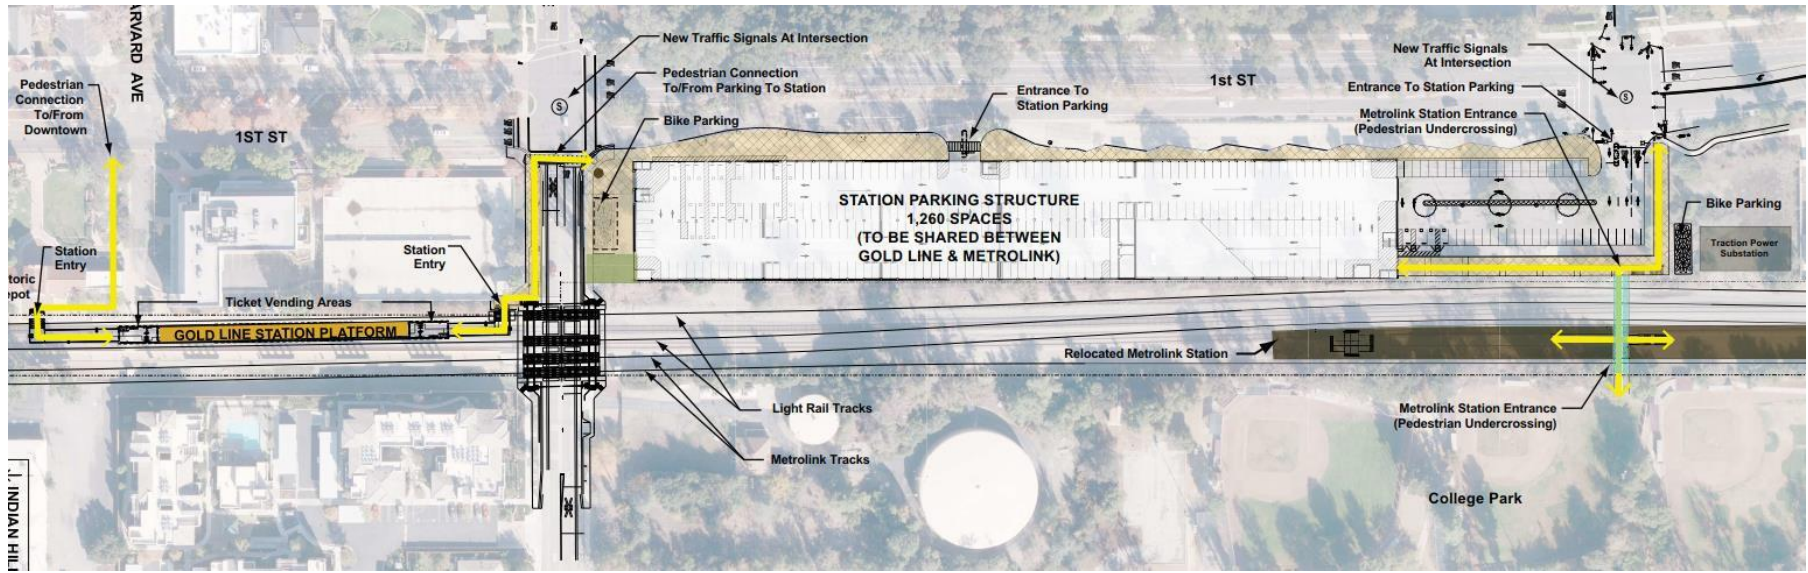 ARVARD AVE
Pedestrian
Connection
To/From
Downtown
1ST ST
New Traffic Signals At Intersection
Pedestrian Connection
To/From Parking To Station
S
Bike Parking
Entrance To
Station Parking
1st ST
New Traffic Signals
At Intersection
S
Entrance To Station Parking
Metrolink Station Entrance
(Pedestrian Undercrossing)
STATION PARKING STRUCTURE
1,260 SPACES
(TO BE SHARED BETWEEN
GOLD LINE & METROLINK)
Bike Parking
Traction Power
Substation
Station
Entry
toric
epot
Station
Entry
Ticket Vending Areas
GOLD LINE STATION PLATFORM
Relocated Metrolink Station
Light Rail Tracks
Metrolink Tracks
Metrolink Station Entrance
(Pedestrian Undercrossing)
College Park
INDIAN HIL